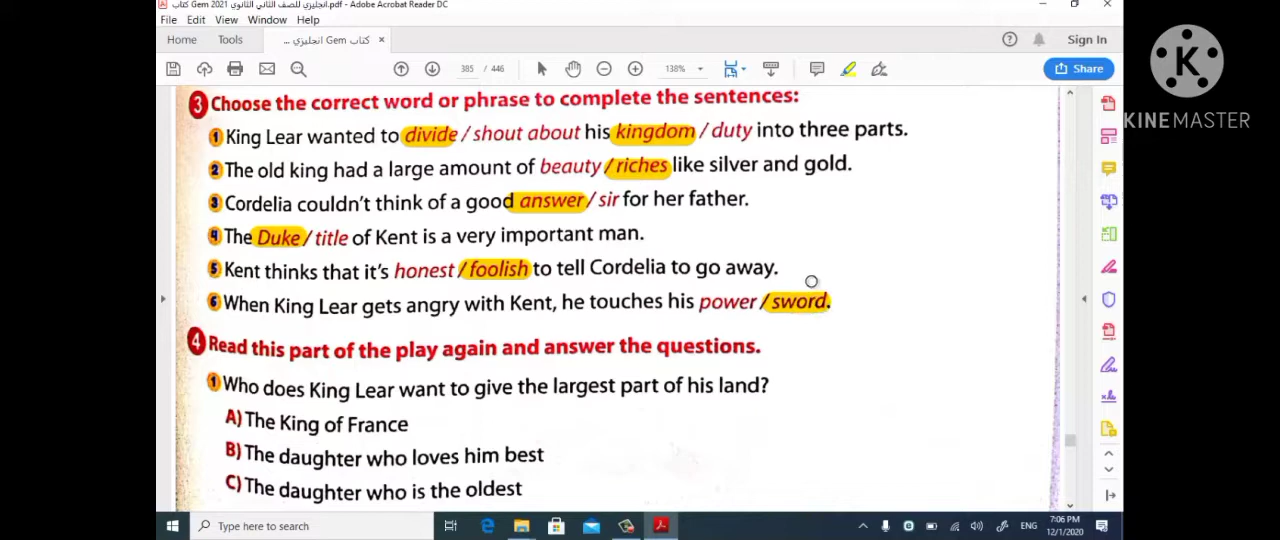 انجليزي للصف الثاني الثانوي 2021 Gem كتاب.pdf - Adobe Acrobat Reader DC
File Edit View Window Help
Home Tools كتاب Gem انجليزي ... × Sign In
385 / 446 138% Share
3 Choose the correct word or phrase to complete the sentences:
1 King Lear wanted to divide / shout about his kingdom / duty into three parts.
2 The old king had a large amount of beauty / riches like silver and gold.
3 Cordelia couldn't think of a good answer / sir for her father.
4 The Duke / title of Kent is a very important man.
5 Kent thinks that it's honest / foolish to tell Cordelia to go away.
6 When King Lear gets angry with Kent, he touches his power / sword.
4 Read this part of the play again and answer the questions.
1 Who does King Lear want to give the largest part of his land?
A) The King of France
B) The daughter who loves him best
C) The daughter who is the oldest
Type here to search ENG 7:06 PM
12/1/2020
K
KINEMASTER